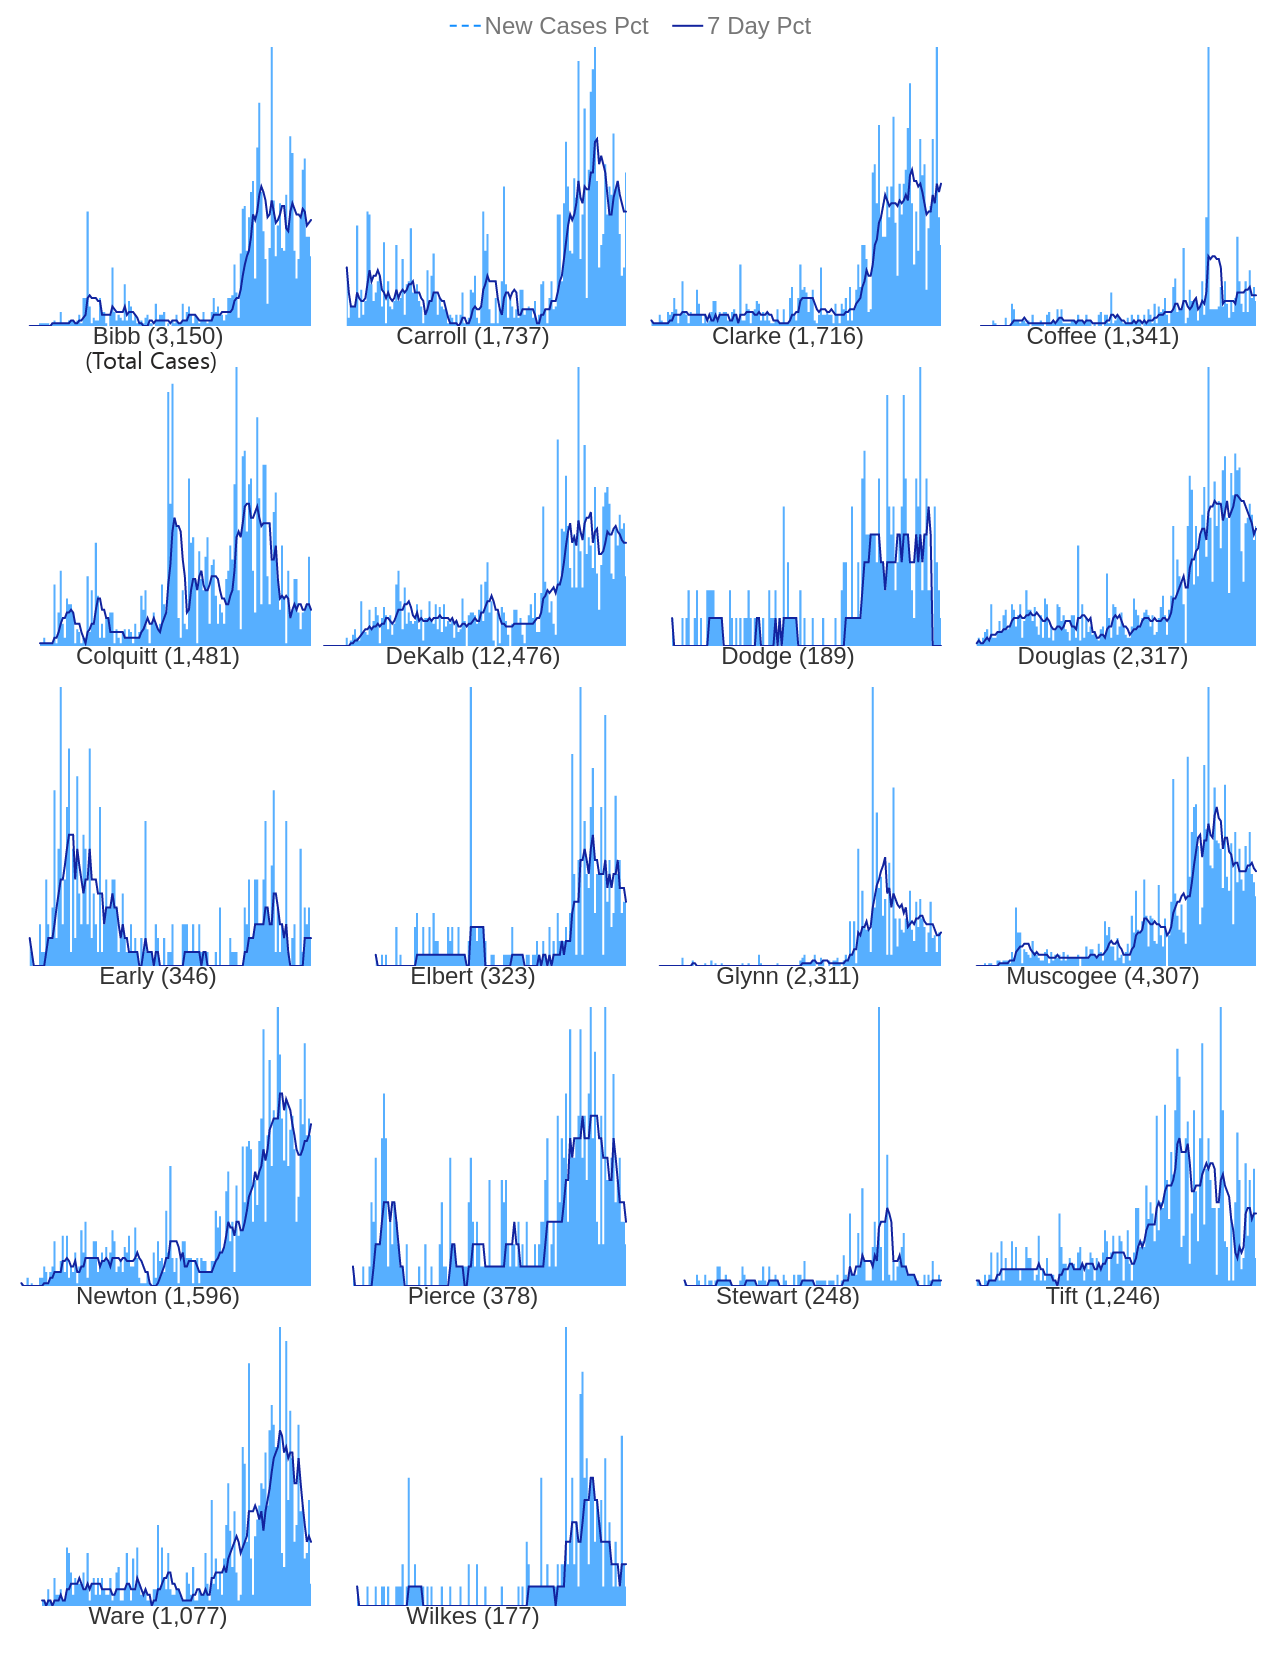 New Cases Pct 7 Day Pct
Bibb (3,150) Carroll (1,737) Clarke (1,716) Coffee (1,341)
(Total Cases)
Colquitt (1,481) DeKalb (12,476) Dodge (189) Douglas (2,317)
Early (346) Elbert (323) Glynn (2,311) Muscogee (4,307)
Newton (1,596) Pierce (378) Stewart (248) Tift (1,246)
Ware (1,077) Wilkes (177)